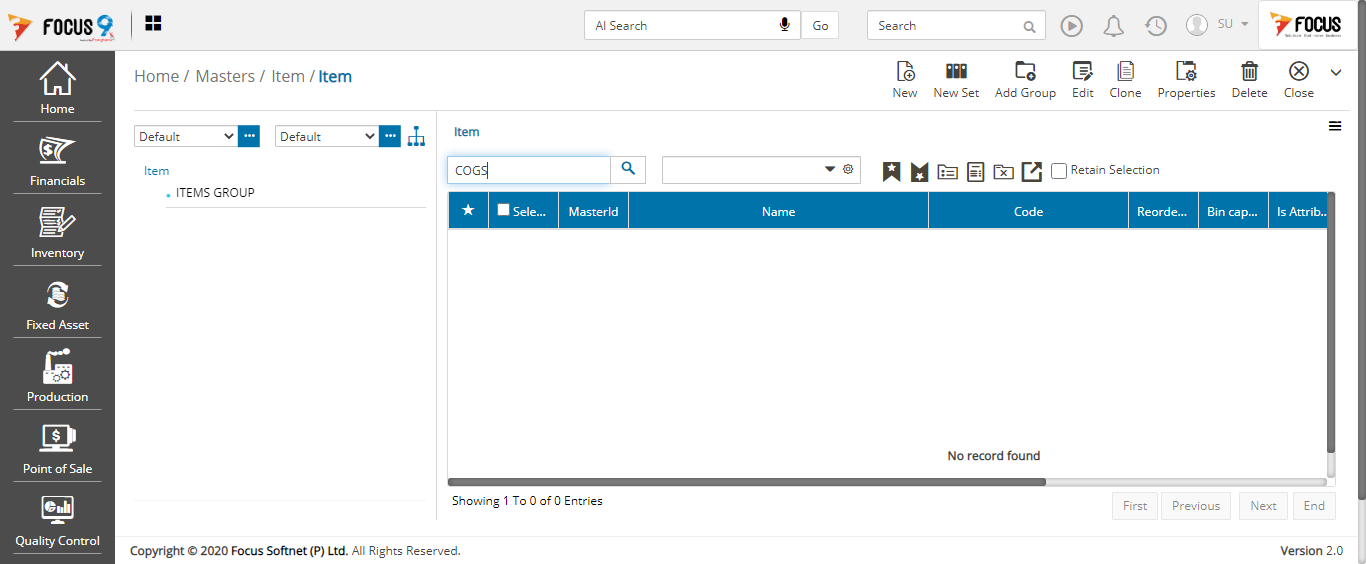 FOCUS 9
AI Search
Go
Search
SU
FOCUS
Home / Masters / Item / Item
New
New Set
Add Group
Edit
Clone
Properties
Delete
Close
Home
Financials
Inventory
Fixed Asset
Production
Point of Sale
Quality Control
Default
Default
Item
ITEMS GROUP
Item
COGS
Retain Selection
Sele...
MasterId
Name
Code
Reorde...
Bin cap...
Is Attrib...
No record found
Showing 1 To 0 of 0 Entries
First
Previous
Next
End
Copyright © 2020 Focus Softnet (P) Ltd. All Rights Reserved.
Version 2.0